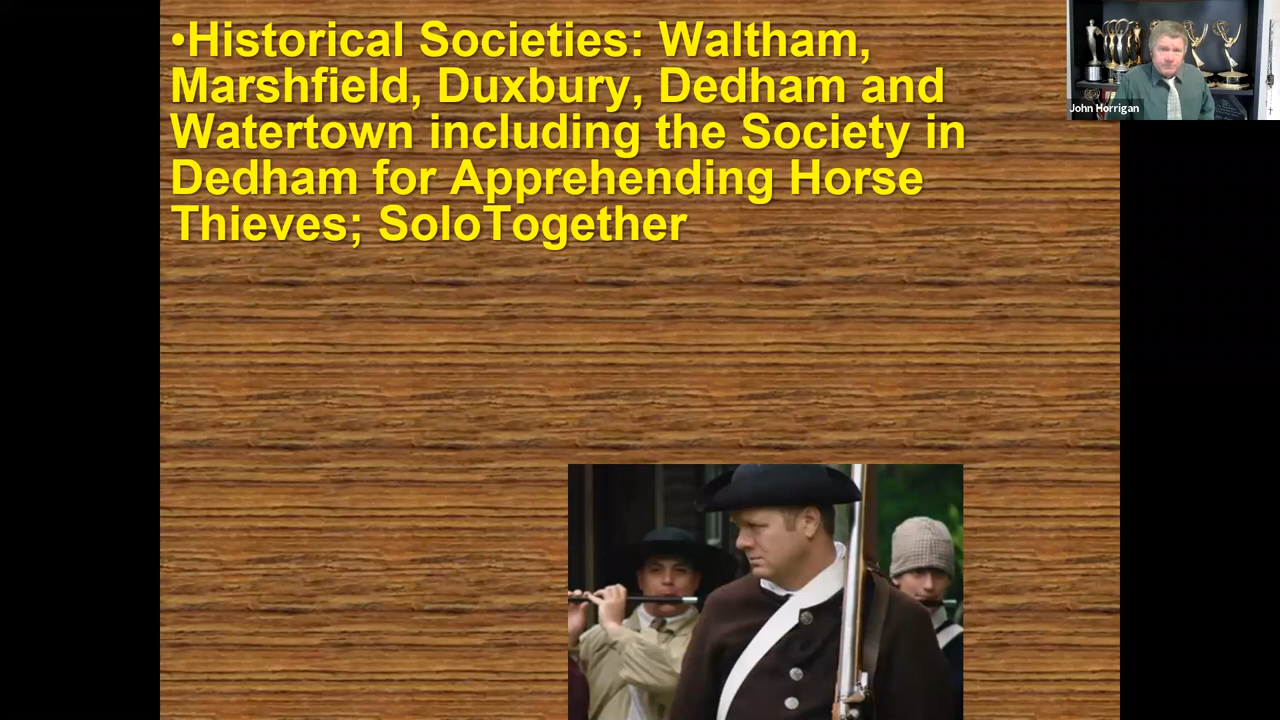 •Historical Societies: Waltham,
Marshfield, Duxbury, Dedham and
Watertown including the Society in
Dedham for Apprehending Horse
Thieves; SoloTogether
John Horrigan